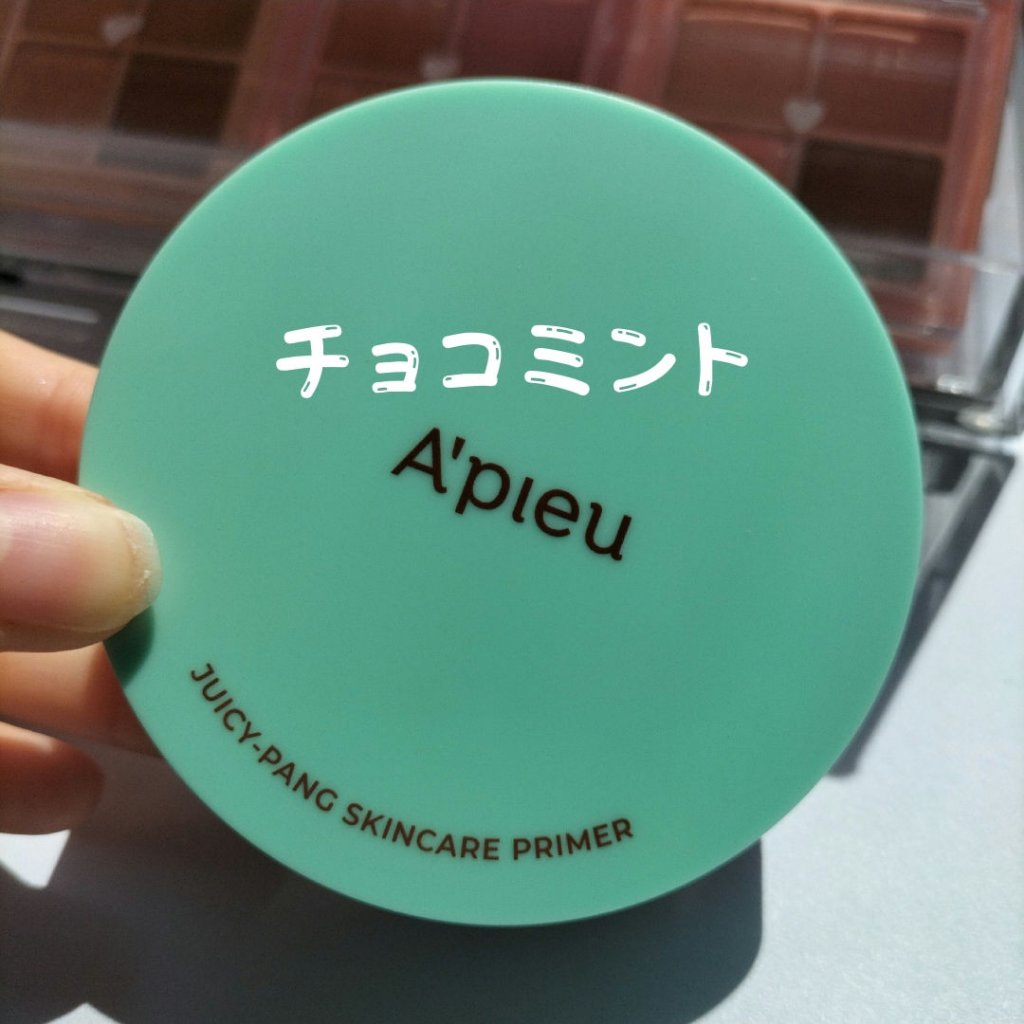 チョコミント
A'pieu
JUICY-PANG SKINCARE PRIMER